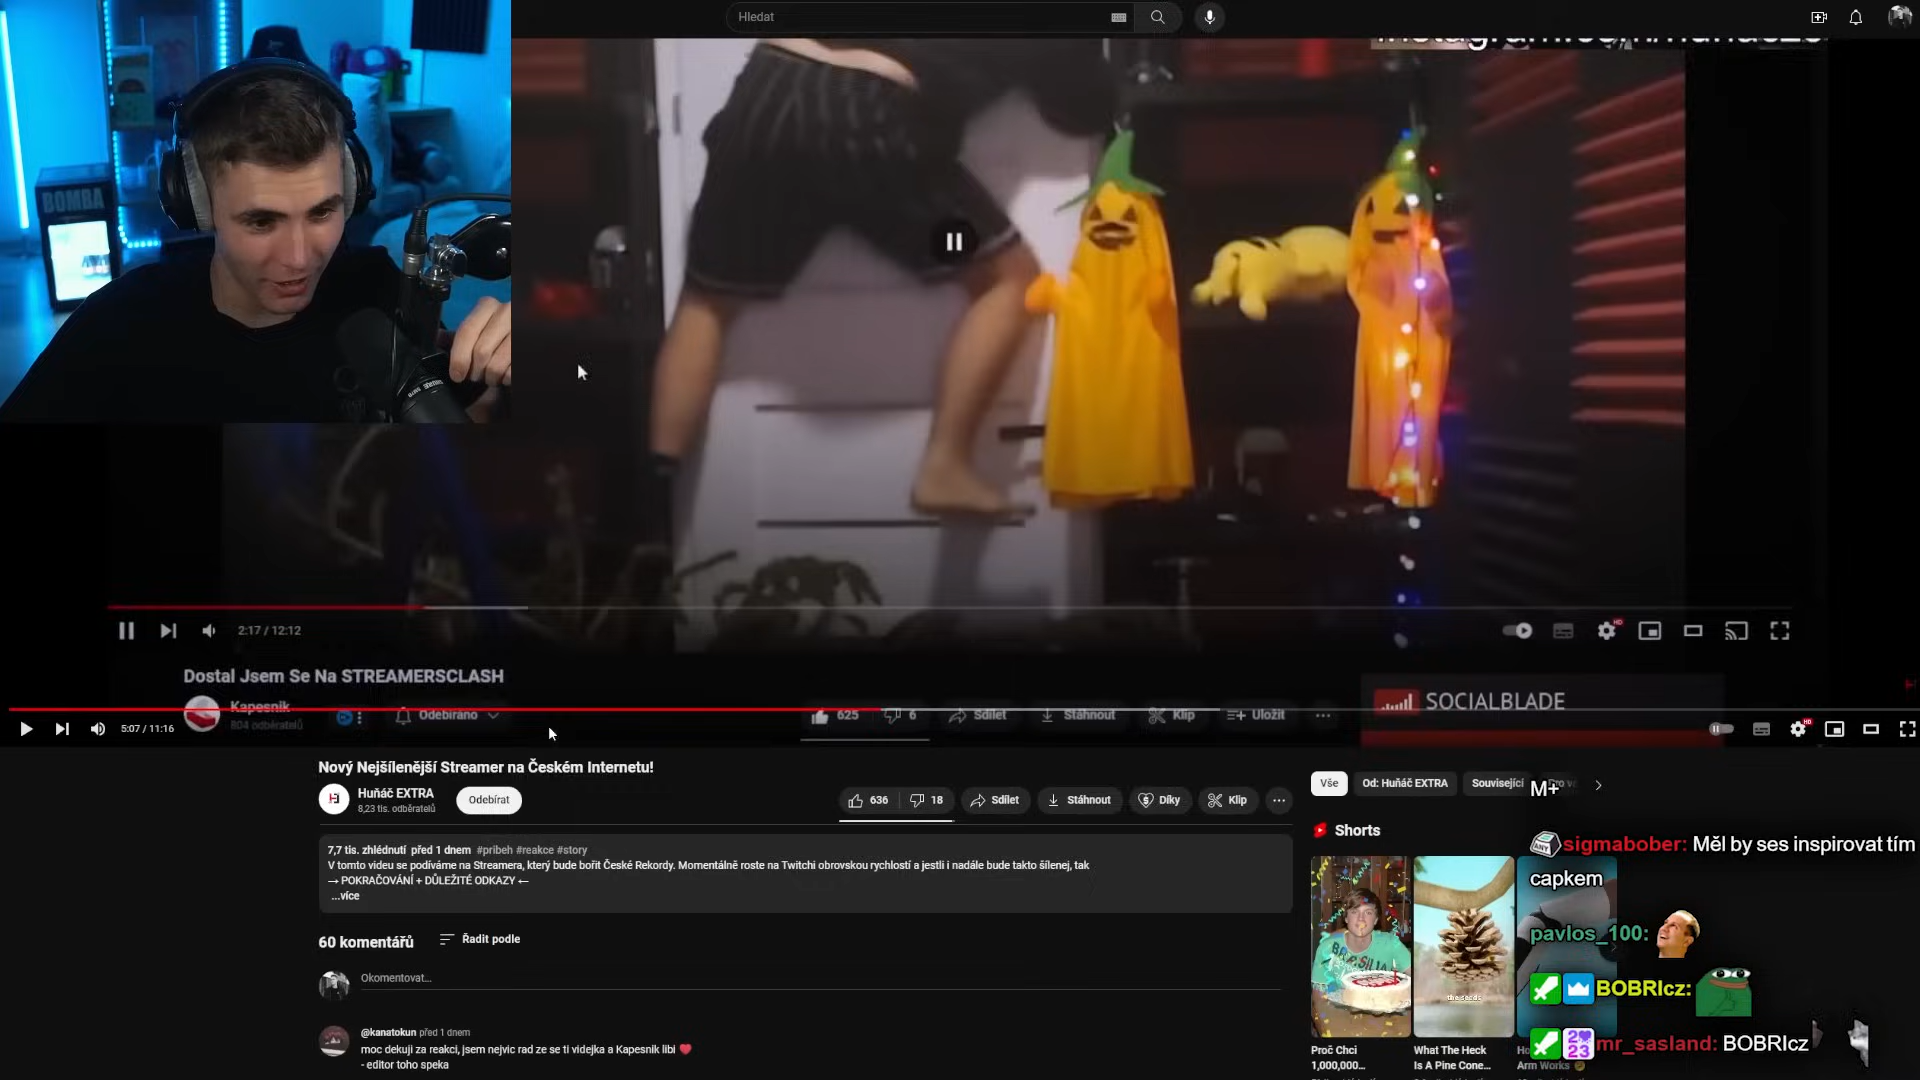 Hledat
BOMBA
2:17 / 12:12
Dostal Jsem Se Na STREAMERSCLASH
Kapesnik
804 odběratelů
Odebíráno
625
6
Sdílet
Stáhnout
Klip
Uložit
SOCIALBLADE
5:07 / 11:16
Nový Nejšílenější Streamer na Českém Internetu!
Huňáč EXTRA
8,23 tis. odběratelů
Odebírat
636
18
Sdílet
Stáhnout
Díky
Klip
7,7 tis. zhlédnutí před 1 dnem #pribeh #reakce #story
V tomto videu se podíváme na Streamera, který bude bořit České Rekordy. Momentálně roste na Twitchi obrovskou rychlostí a jestli i nadále bude takto šílenej, tak
→ POKRAČOVÁNÍ + DŮLEŽITÉ ODKAZY ←
...více
60 komentářů
Řadit podle
Okomentovat...
@kanatokun před 1 dnem
moc dekuji za reakci, jsem nejvic rad ze se ti videjka a Kapesnik libi ❤️
- editor toho speka
Vše
Od: Huňáč EXTRA
Související
Shorts
the seeds
Proč Chci
1,000,000...
What The Heck
Is A Pine Cone...
Arm Works
M+
sigmabober: Měl by ses inspirovat tím
capkem
pavlos_100:
BOBRIcz:
2023
mr_sasland: BOBRIcz